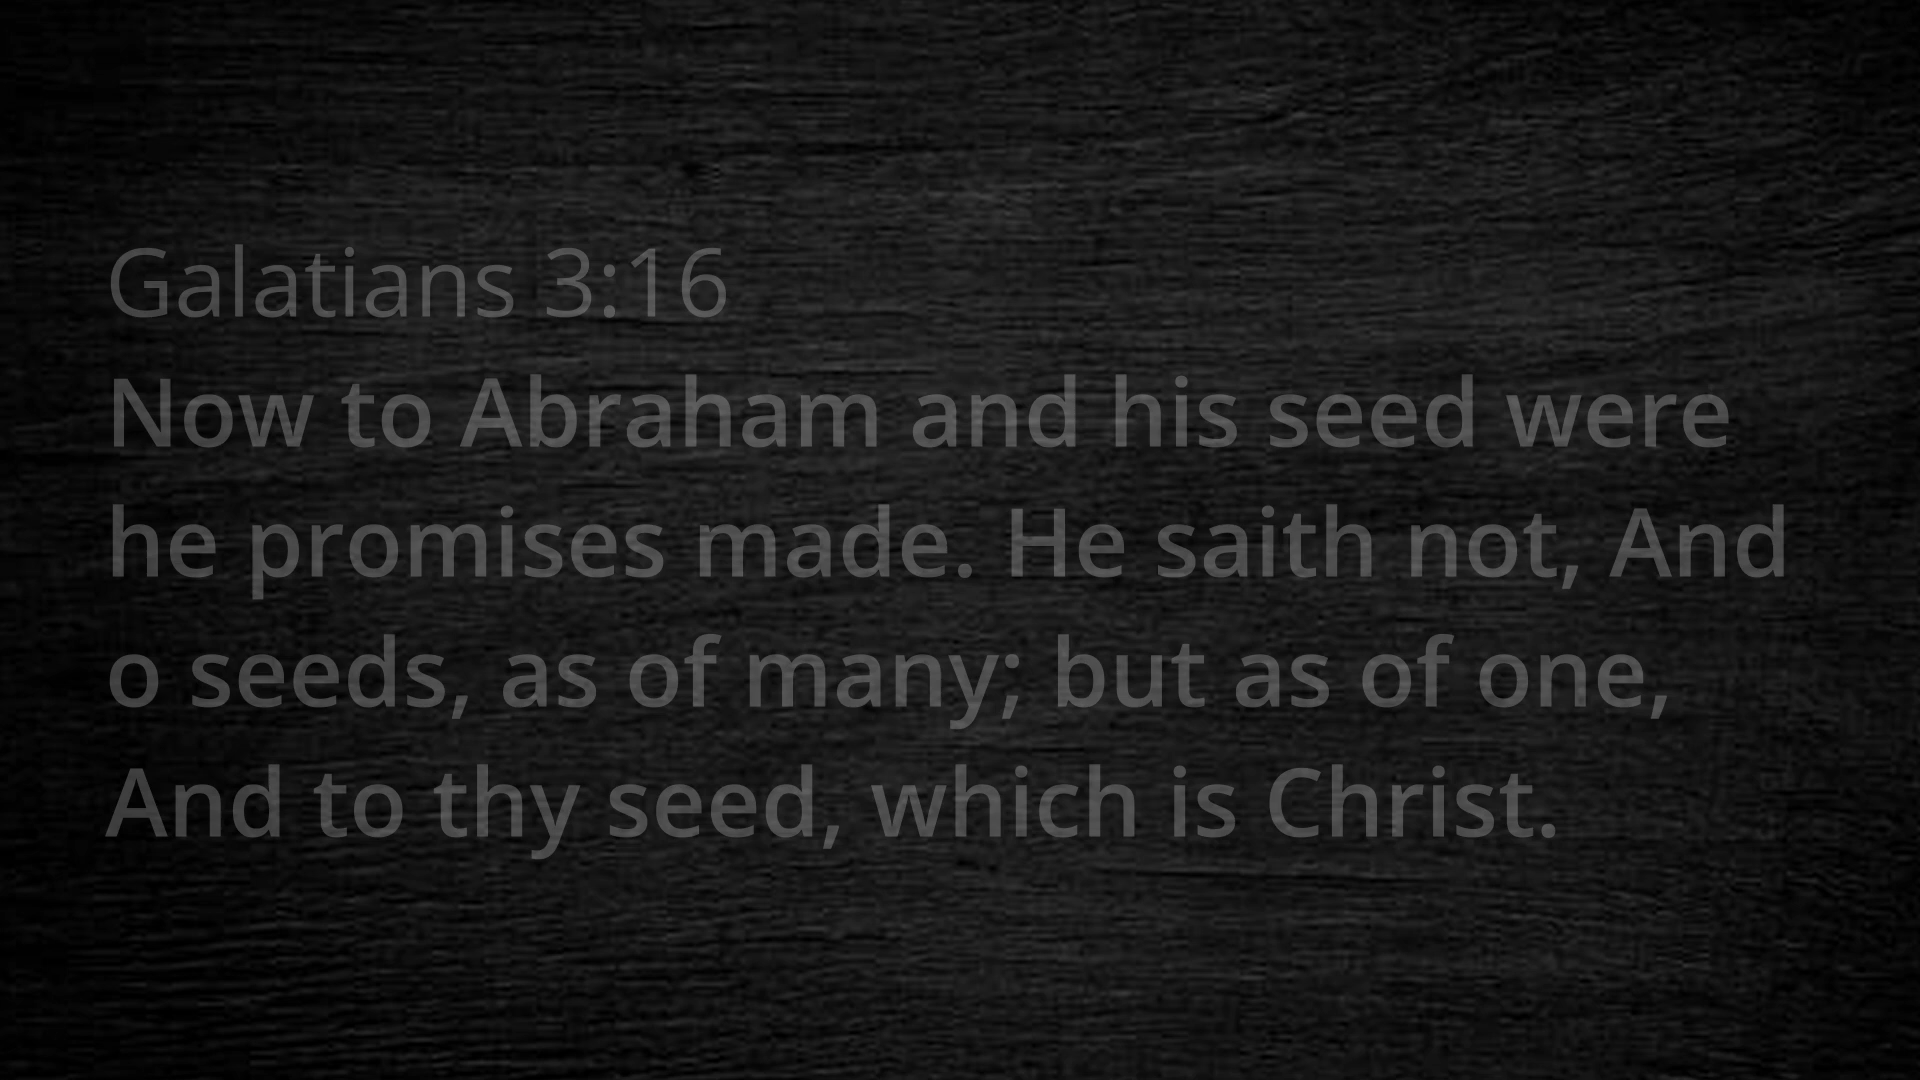 Galatians 3:16
Now to Abraham and his seed were
he promises made. He saith not, And
o seeds, as of many; but as of one,
And to thy seed, which is Christ.